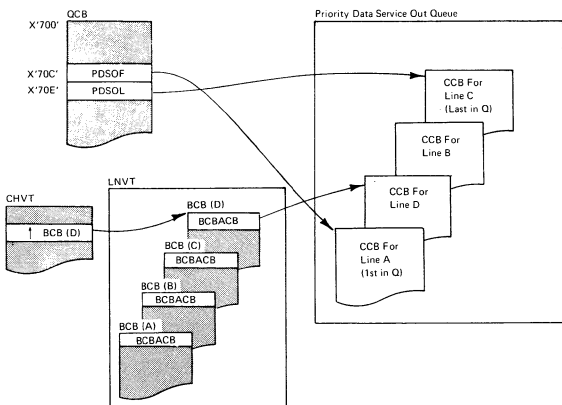 Priority Data Service Out Queue
QCB
X'700'
X'70C'
PDSOF
X'70E'
PDSOL
CCB For
Line C
(Last in Q)
CCB For
Line B
CCB For
Line D
CCB For
Line A
(1st in Q)
CHVT
↑ BCB (D)
LNVT
BCB (D)
BCBACB
BCB (C)
BCBACB
BCB (B)
BCBACB
BCB (A)
BCBACB